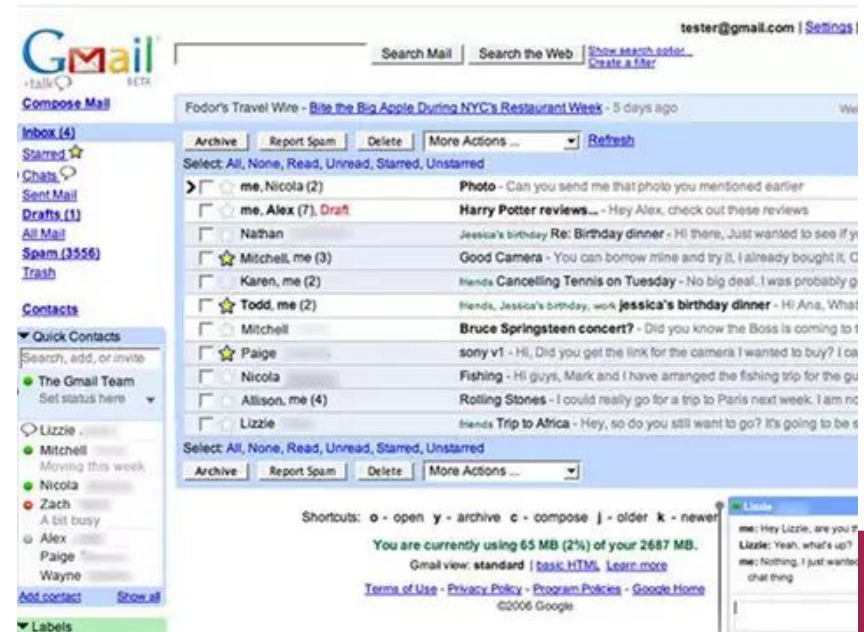 tester@gmail.com | Settings |
Gmail
+talk BETA
Search Mail Search the Web Show search option... Create a filter
Compose Mail
Inbox (4)
Starred
Chats
Sent Mail
Drafts (1)
All Mail
Spam (3556)
Trash
Contacts
Quick Contacts
Search, add, or invite
The Gmail Team
Set status here
Lizzie
Mitchell
Moving this week
Nicola
Zach
A bit busy
Alex
Paige
Wayne
Add contact Show all
Labels
Fodor's Travel Wire - Bite the Big Apple During NYC's Restaurant Week - 5 days ago We
Archive Report Spam Delete More Actions ... Refresh
Select: All, None, Read, Unread, Starred, Unstarred
me, Nicola (2) Photo - Can you send me that photo you mentioned earlier
me, Alex (7), Draft Harry Potter reviews... - Hey Alex, check out these reviews
Nathan Jessica's birthday Re: Birthday dinner - Hi there, Just wanted to see if y
Mitchell, me (3) Good Camera - You can borrow mine and try it. I already bought it. O
Karen, me (2) friends Cancelling Tennis on Tuesday - No big deal. I was probably g
Todd, me (2) friends, Jessica's birthday, work jessica's birthday dinner - Hi Ana, What
Mitchell Bruce Springsteen concert? - Did you know the Boss is coming to t
Paige sony v1 - Hi, Did you get the link for the camera I wanted to buy? I ca
Nicola Fishing - Hi guys, Mark and I have arranged the fishing trip for the gu
Allison, me (4) Rolling Stones - I could really go for a trip to Paris next week. I am no
Lizzie friends Trip to Africa - Hey, so do you still want to go? It's going to be s
Select: All, None, Read, Unread, Starred, Unstarred
Archive Report Spam Delete More Actions ...
Shortcuts: o - open y - archive c - compose j - older k - newer
You are currently using 65 MB (2%) of your 2687 MB.
Gmail view: standard | basic HTML Learn more
Terms of Use - Privacy Policy - Program Policies - Google Home
©2006 Google
Lizzie
me: Hey Lizzie, are you th
Lizzie: Yeah, what's up?
me: Nothing, I just wanted
chat thing